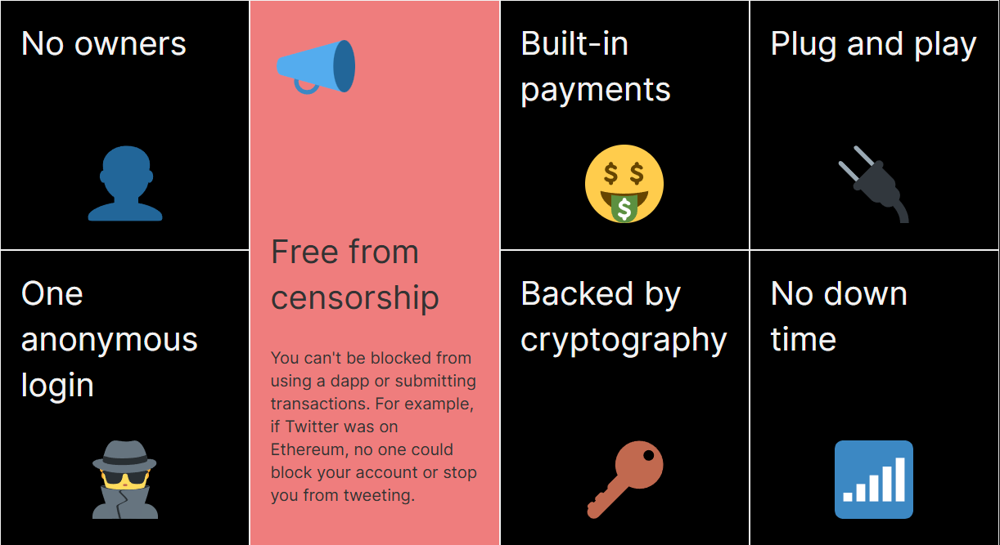 No owners
Free from
censorship
You can't be blocked from
using a dapp or submitting
transactions. For example,
if Twitter was on
Ethereum, no one could
block your account or stop
you from tweeting.
Built-in
payments
Plug and play
One
anonymous
login
Backed by
cryptography
No down
time